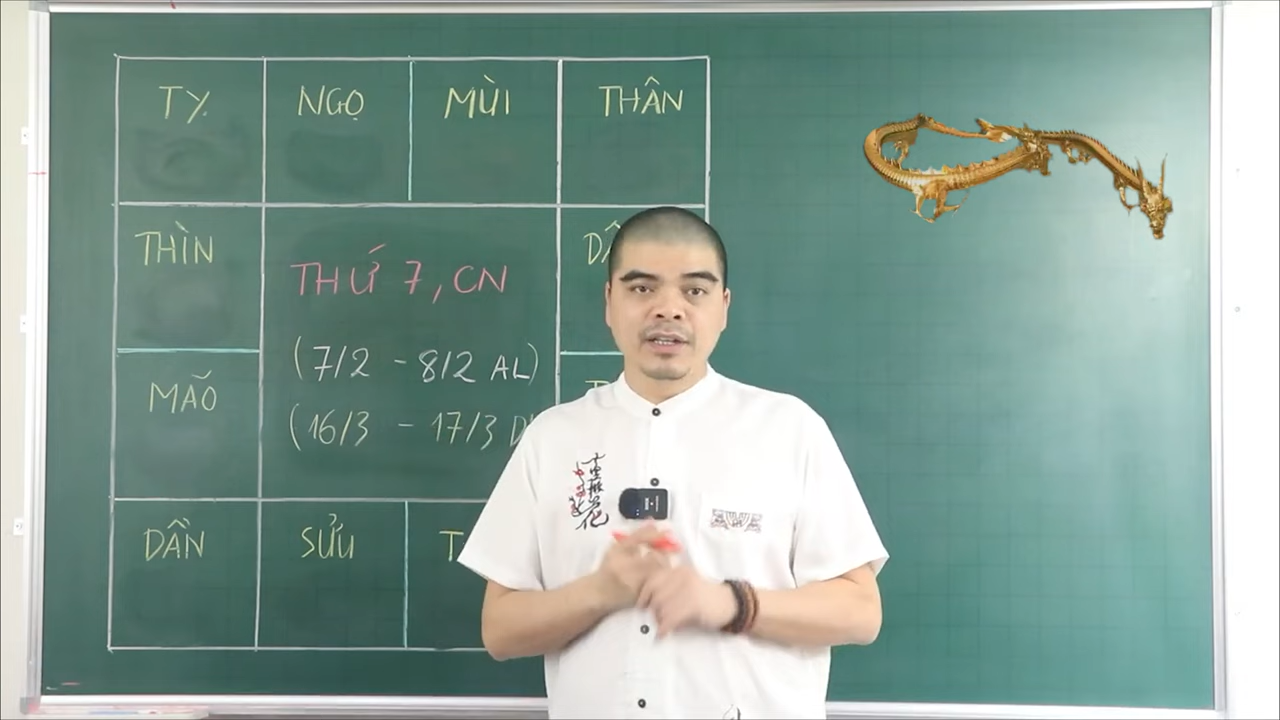 TỴ NGỌ MÙI THÂN
THÌN
THỨ 7, CN
(7/2 - 8/2 AL)
MÃO
(16/3 - 17/3
DẦN SỬU